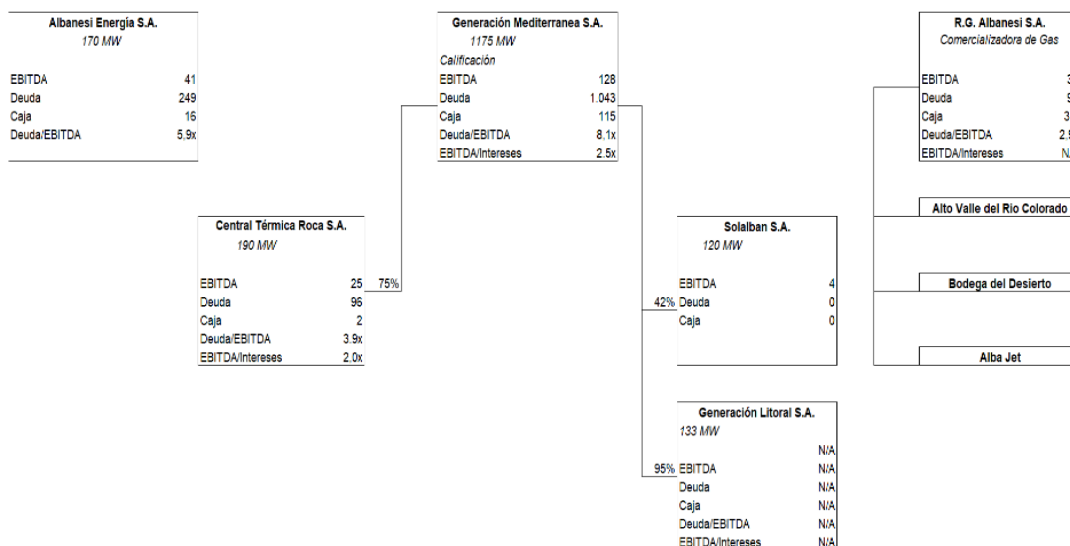 Albanesi Energía S.A.
170 MW
EBITDA 41
Deuda 249
Caja 16
Deuda/EBITDA 5,9x
Generación Mediterranea S.A.
1175 MW
Calificación
EBITDA 128
Deuda 1.043
Caja 115
Deuda/EBITDA 8,1x
EBITDA/Intereses 2.5x
R.G. Albanesi S.A.
Comercializadora de Gas
EBITDA
Deuda
Caja
Deuda/EBITDA
EBITDA/Intereses
Central Térmica Roca S.A.
190 MW
EBITDA 25 75%
Deuda 96
Caja 2
Deuda/EBITDA 3.9x
EBITDA/Intereses 2.0x
Solalban S.A.
120 MW
EBITDA 4
42% Deuda 0
Caja 0
Alto Valle del Rio Colorado
Bodega del Desierto
Alba Jet
Generación Litoral S.A.
133 MW
N/A
95% EBITDA N/A
Deuda N/A
Caja N/A
Deuda/EBITDA N/A
EBITDA/Intereses N/A